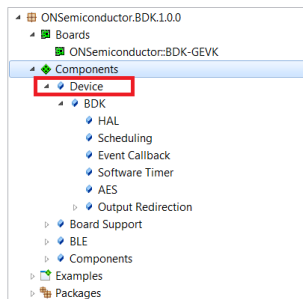 ONSemiconductor.BDK.1.0.0
Boards
ONSemiconductor::BDK-GEVK
Components
Device
BDK
HAL
Scheduling
Event Callback
Software Timer
AES
Output Redirection
Board Support
BLE
Components
Examples
Packages